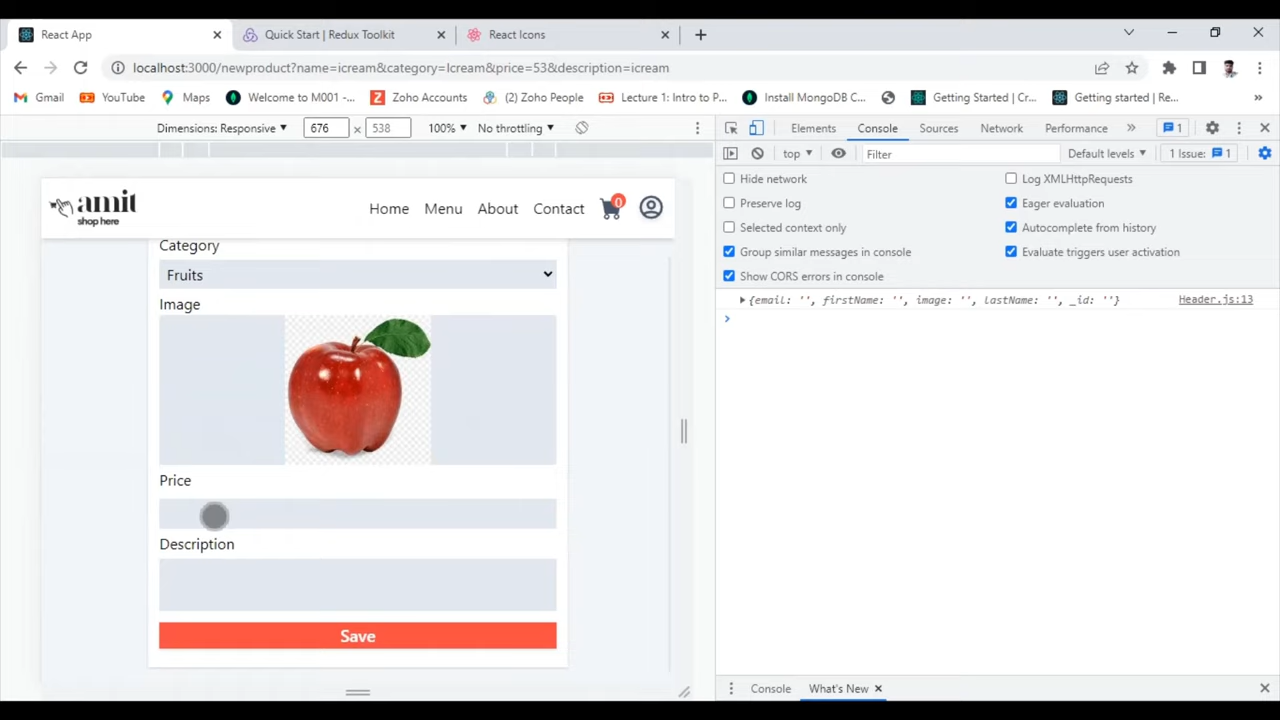 React App
Quick Start | Redux Toolkit
React Icons
localhost:3000/newproduct?name=icream&category=Icream&price=53&description=icream
Gmail
YouTube
Maps
Welcome to M001 -...
Zoho Accounts
(2) Zoho People
Lecture 1: Intro to P...
Install MongoDB C...
Getting Started | Cr...
Getting started | Re...
»
Dimensions: Responsive
676
×
538
100%
No throttling
Elements
Console
Sources
Network
Performance
»
1
top
Filter
Default levels
1 Issue:
1
Hide network
Log XMLHttpRequests
Preserve log
Eager evaluation
Selected context only
Autocomplete from history
Group similar messages in console
Evaluate triggers user activation
Show CORS errors in console
{email: '', firstName: '', image: '', lastName: '', _id: ''}
Header.js:13
amit
shop here
Home
Menu
About
Contact
0
Category
Fruits
Image
Price
Description
Save
Console
What's New